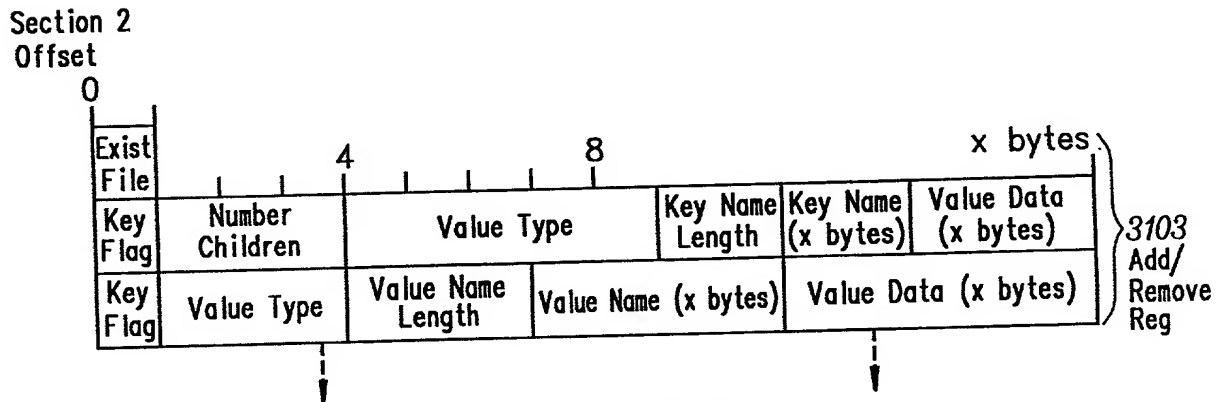 Section 2
Offset
0
Exist
File
4
8
x bytes
Key
Flag
Number
Children
Value Type
Key Name
Length
Key Name
(x bytes)
Value Data
(x bytes)
Key
Flag
Value Type
Value Name
Length
Value Name (x bytes)
Value Data (x bytes)
3103
Add/
Remove
Reg